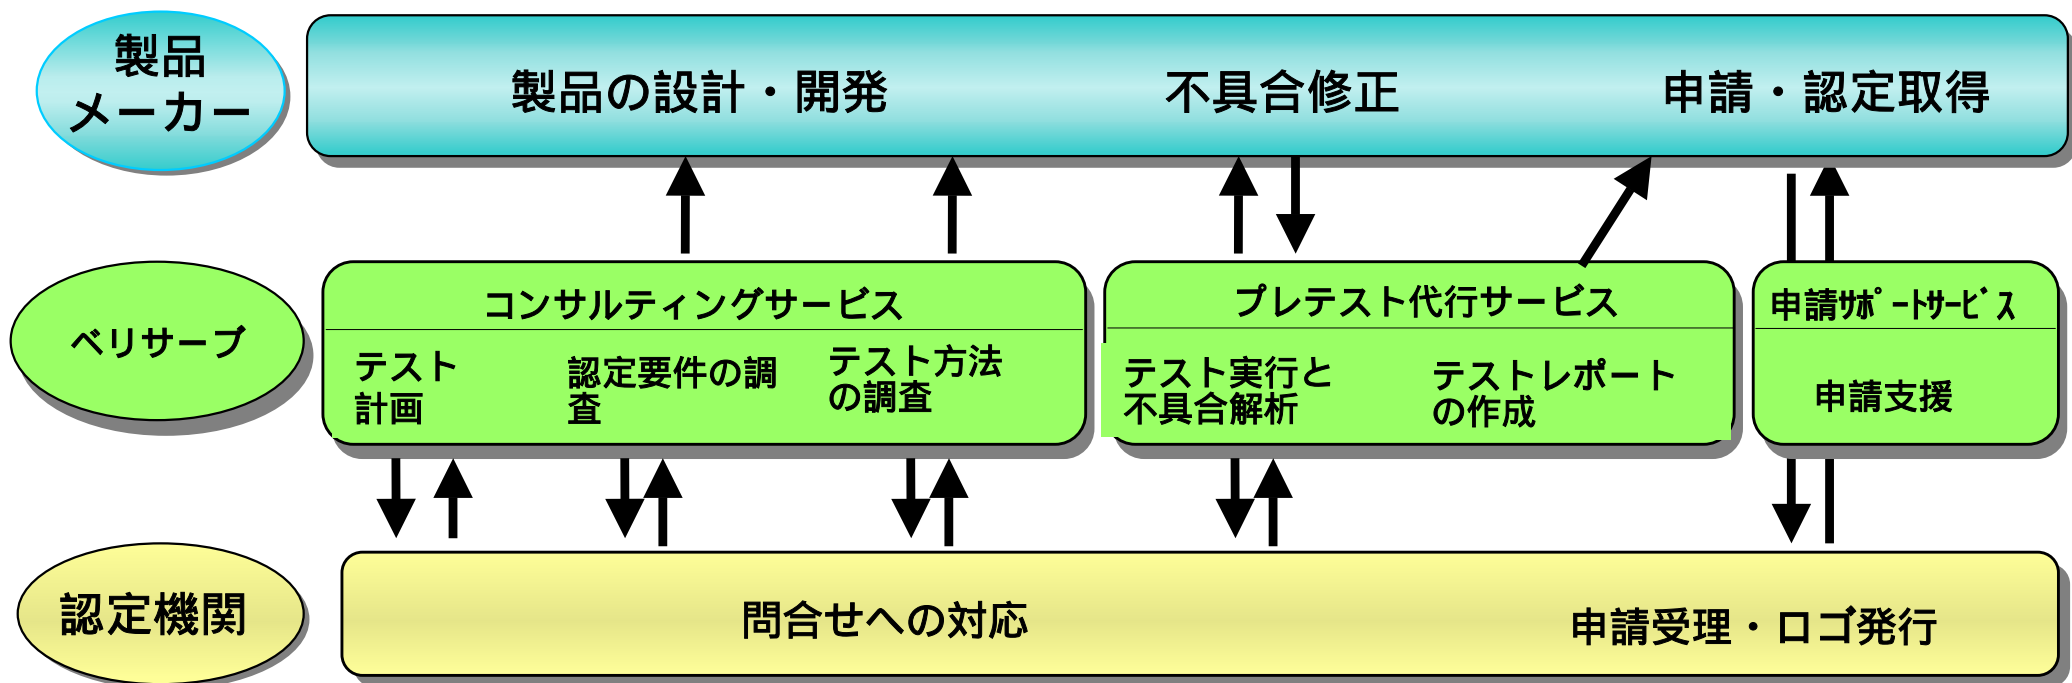 製品
メーカー
製品の設計・開発
不具合修正
申請・認定取得
ベリサーブ
コンサルティングサービス
テスト
計画
認定要件の調
査
テスト方法
の調査
プレテスト代行サービス
テスト実行と
不具合解析
テストレポート
の作成
申請ｻﾎﾟｰﾄｻｰﾋﾞｽ
申請支援
認定機関
問合せへの対応
申請受理・ロゴ発行